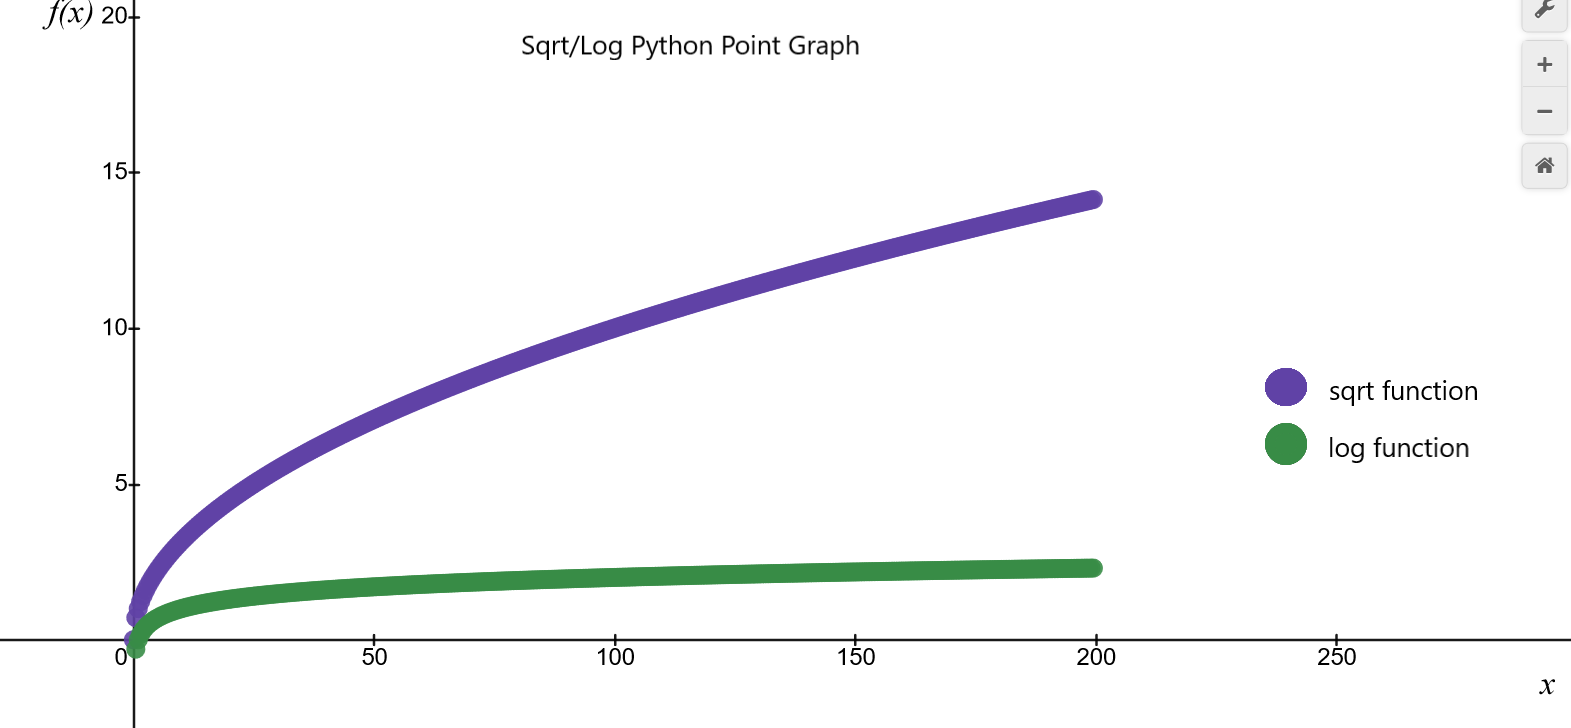 f(x) 20
Sqrt/Log Python Point Graph
15
10
sqrt function
log function
5
0 50 100 150 200 250
x